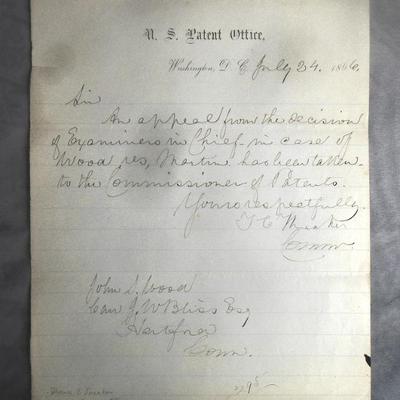 U. S. Patent Office,
Washington, D. C. July 24. 1866.
Sir
An appeal from the decision
of Examiners in Chief in case of
Wood vs, Martin has been taken
to the Commissioner of Patents.
Yours respectfully.
T C Theaker
Comm.
John S. Wood
Care J. W Bliss Esq
Hartford
Conn.
295